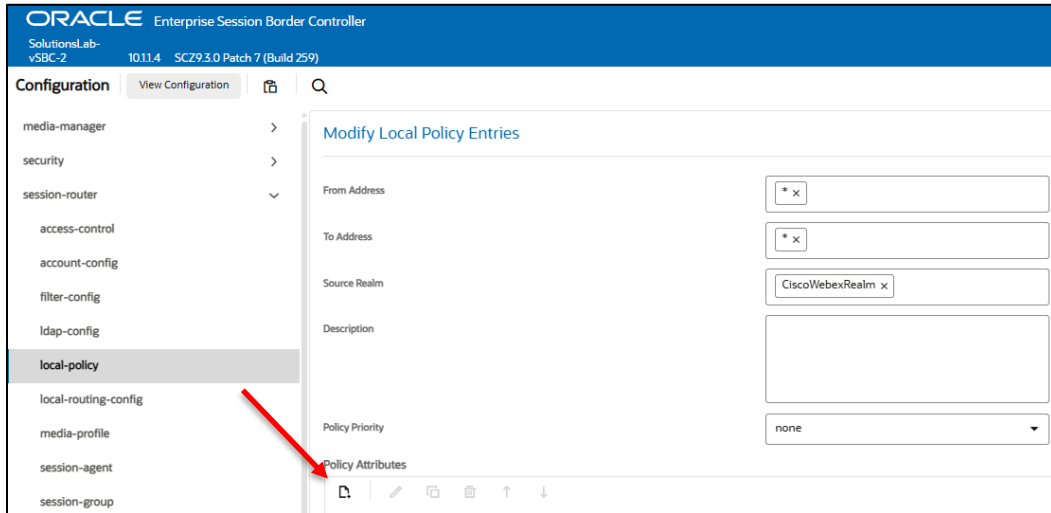 ORACLE Enterprise Session Border Controller
SolutionsLab-
vSBC-2 10.1.1.4 SCZ9.3.0 Patch 7 (Build 259)
Configuration View Configuration
media-manager
security
session-router
access-control
account-config
filter-config
ldap-config
local-policy
local-routing-config
media-profile
session-agent
session-group
Modify Local Policy Entries
From Address * ×
To Address * ×
Source Realm CiscoWebexRealm ×
Description
Policy Priority none
Policy Attributes